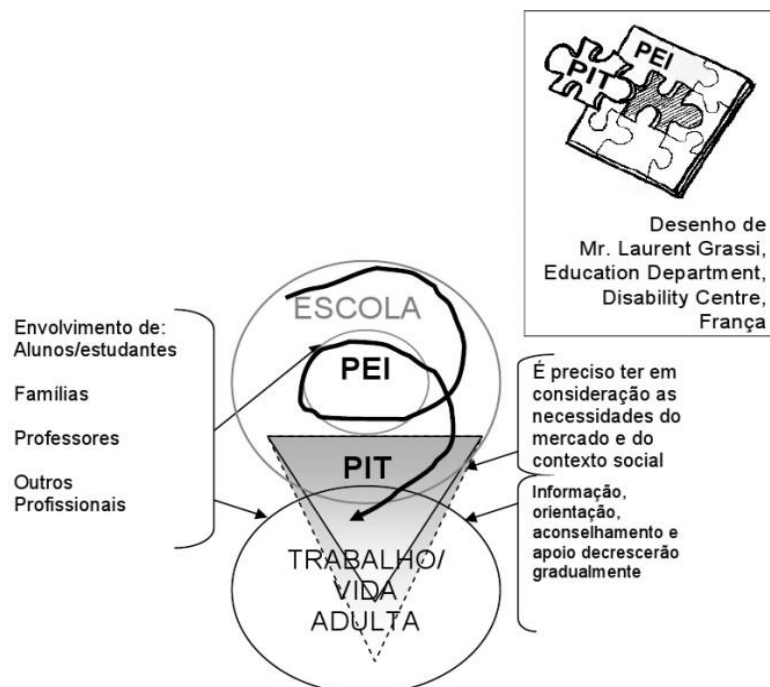 PIT
PEI
Desenho de
Mr. Laurent Grassi,
Education Department,
Disability Centre,
França
ESCOLA
PEI
PIT
TRABALHO/
VIDA
ADULTA
Envolvimento de:
Alunos/estudantes
Famílias
Professores
Outros
Profissionais
É preciso ter em
consideração as
necessidades do
mercado e do
contexto social
Informação,
orientação,
aconselhamento e
apoio decrescerão
gradualmente